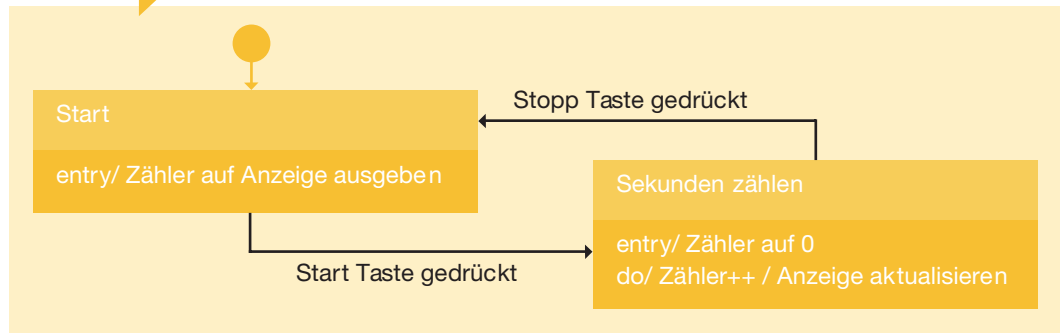 Start
entry/ Zähler auf Anzeige ausgeben
Stopp Taste gedrückt
Start Taste gedrückt
Sekunden zählen
entry/ Zähler auf 0
do/ Zähler++ / Anzeige aktualisieren